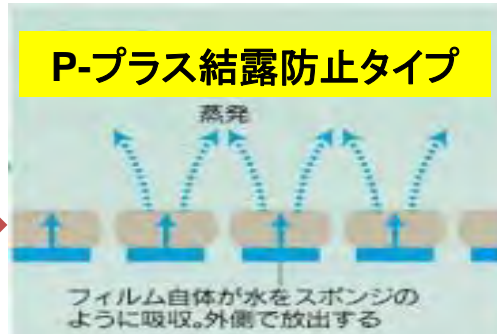 P-プラス結露防止タイプ
蒸発
フィルム自体が水をスポンジの
ように吸収。外側で放出する